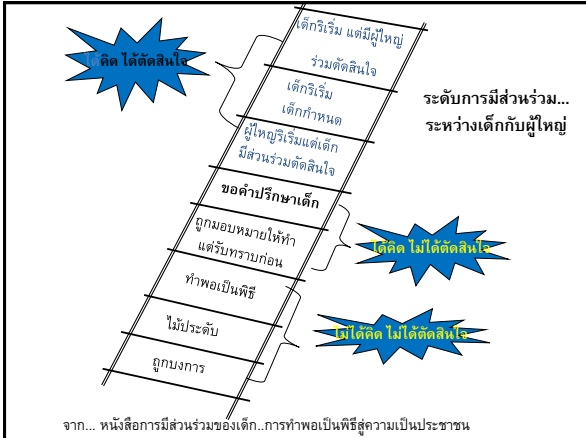 เด็กริเริ่ม แต่มีผู้ใหญ่
ร่วมตัดสินใจ
ได้คิด ได้ตัดสินใจ
เด็กริเริ่ม
เด็กกำหนด
ระดับการมีส่วนร่วม...
ระหว่างเด็กกับผู้ใหญ่
ผู้ใหญ่ริเริ่มแต่เด็ก
มีส่วนร่วมตัดสินใจ
ขอคำปรึกษาเด็ก
ถูกมอบหมายให้ทำ
แต่รับทราบก่อน
ได้คิด ไม่ได้ตัดสินใจ
ทำพอเป็นพิธี
ไม้ประดับ
ไม่ได้คิด ไม่ได้ตัดสินใจ
ถูกบงการ
จาก... หนังสือการมีส่วนร่วมของเด็ก..การทำพอเป็นพิธีสู่ความเป็นประชาชน